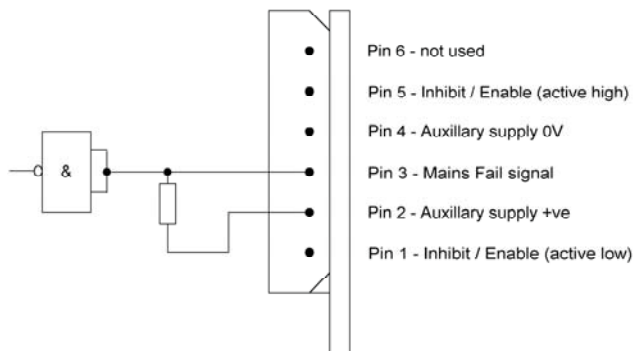 Pin 6 - not used
Pin 5 - Inhibit / Enable (active high)
Pin 4 - Auxillary supply 0V
&
Pin 3 - Mains Fail signal
Pin 2 - Auxillary supply +ve
Pin 1 - Inhibit / Enable (active low)